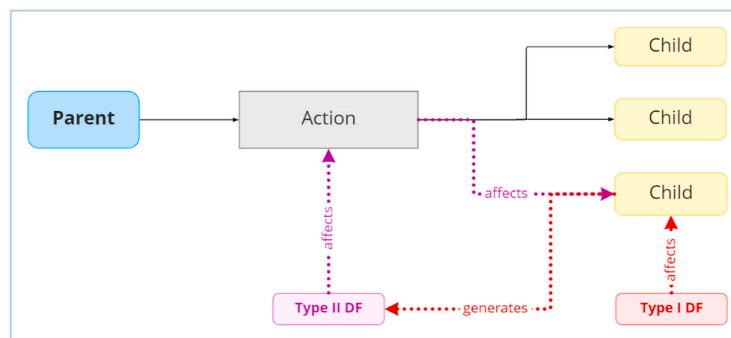 Child
Parent
Action
Child
affects
Child
affects
affects
Type II DF
generates
Type I DF